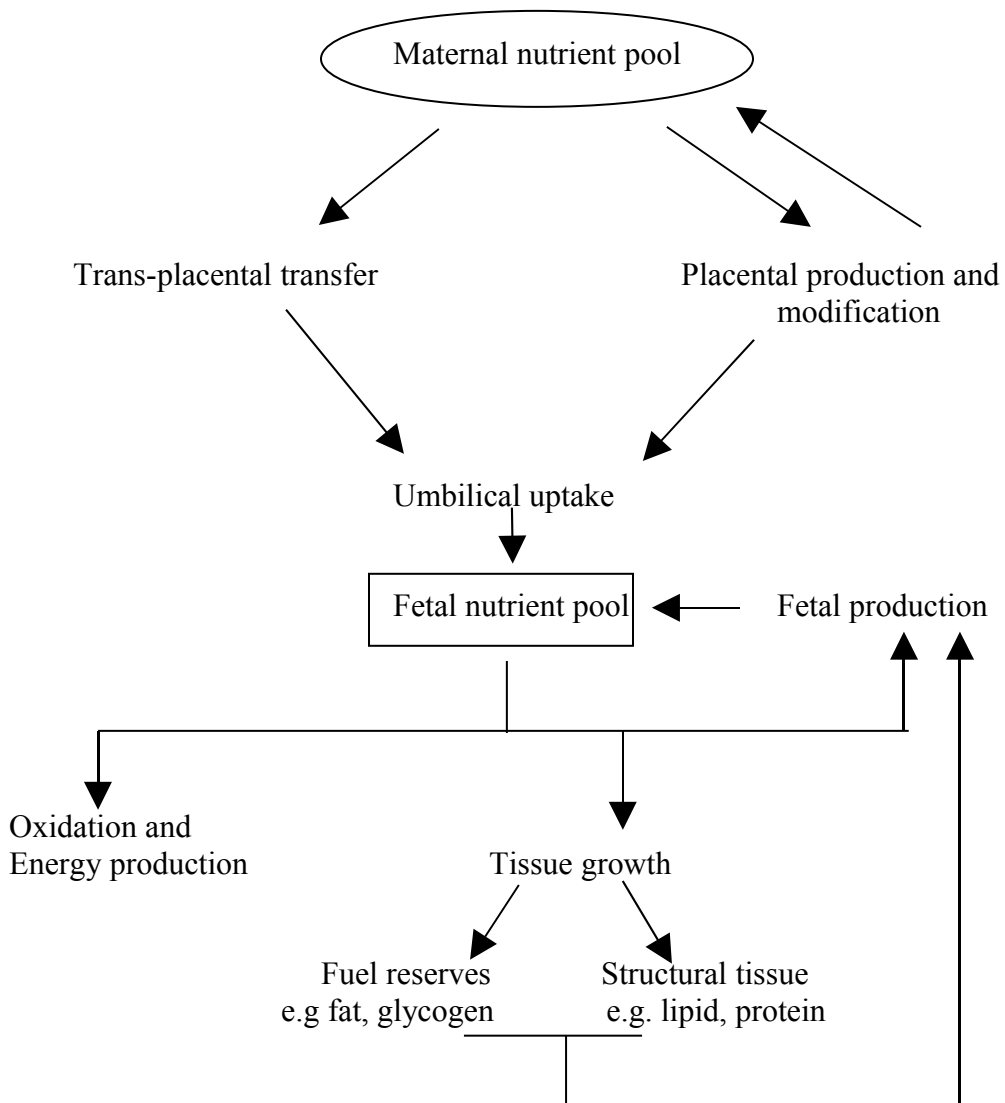 Maternal nutrient pool
Trans-placental transfer
Placental production and
modification
Umbilical uptake
Fetal nutrient pool
Fetal production
Oxidation and
Energy production
Tissue growth
Fuel reserves
e.g fat, glycogen
Structural tissue
e.g. lipid, protein